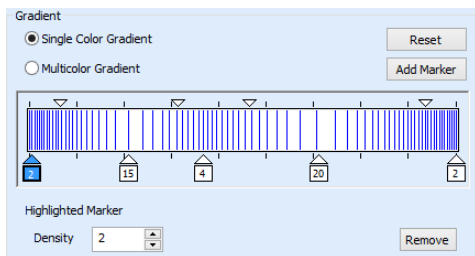 Gradient
Single Color Gradient
Reset
Multicolor Gradient
Add Marker
2 15 4 20 2
Highlighted Marker
Density 2
Remove